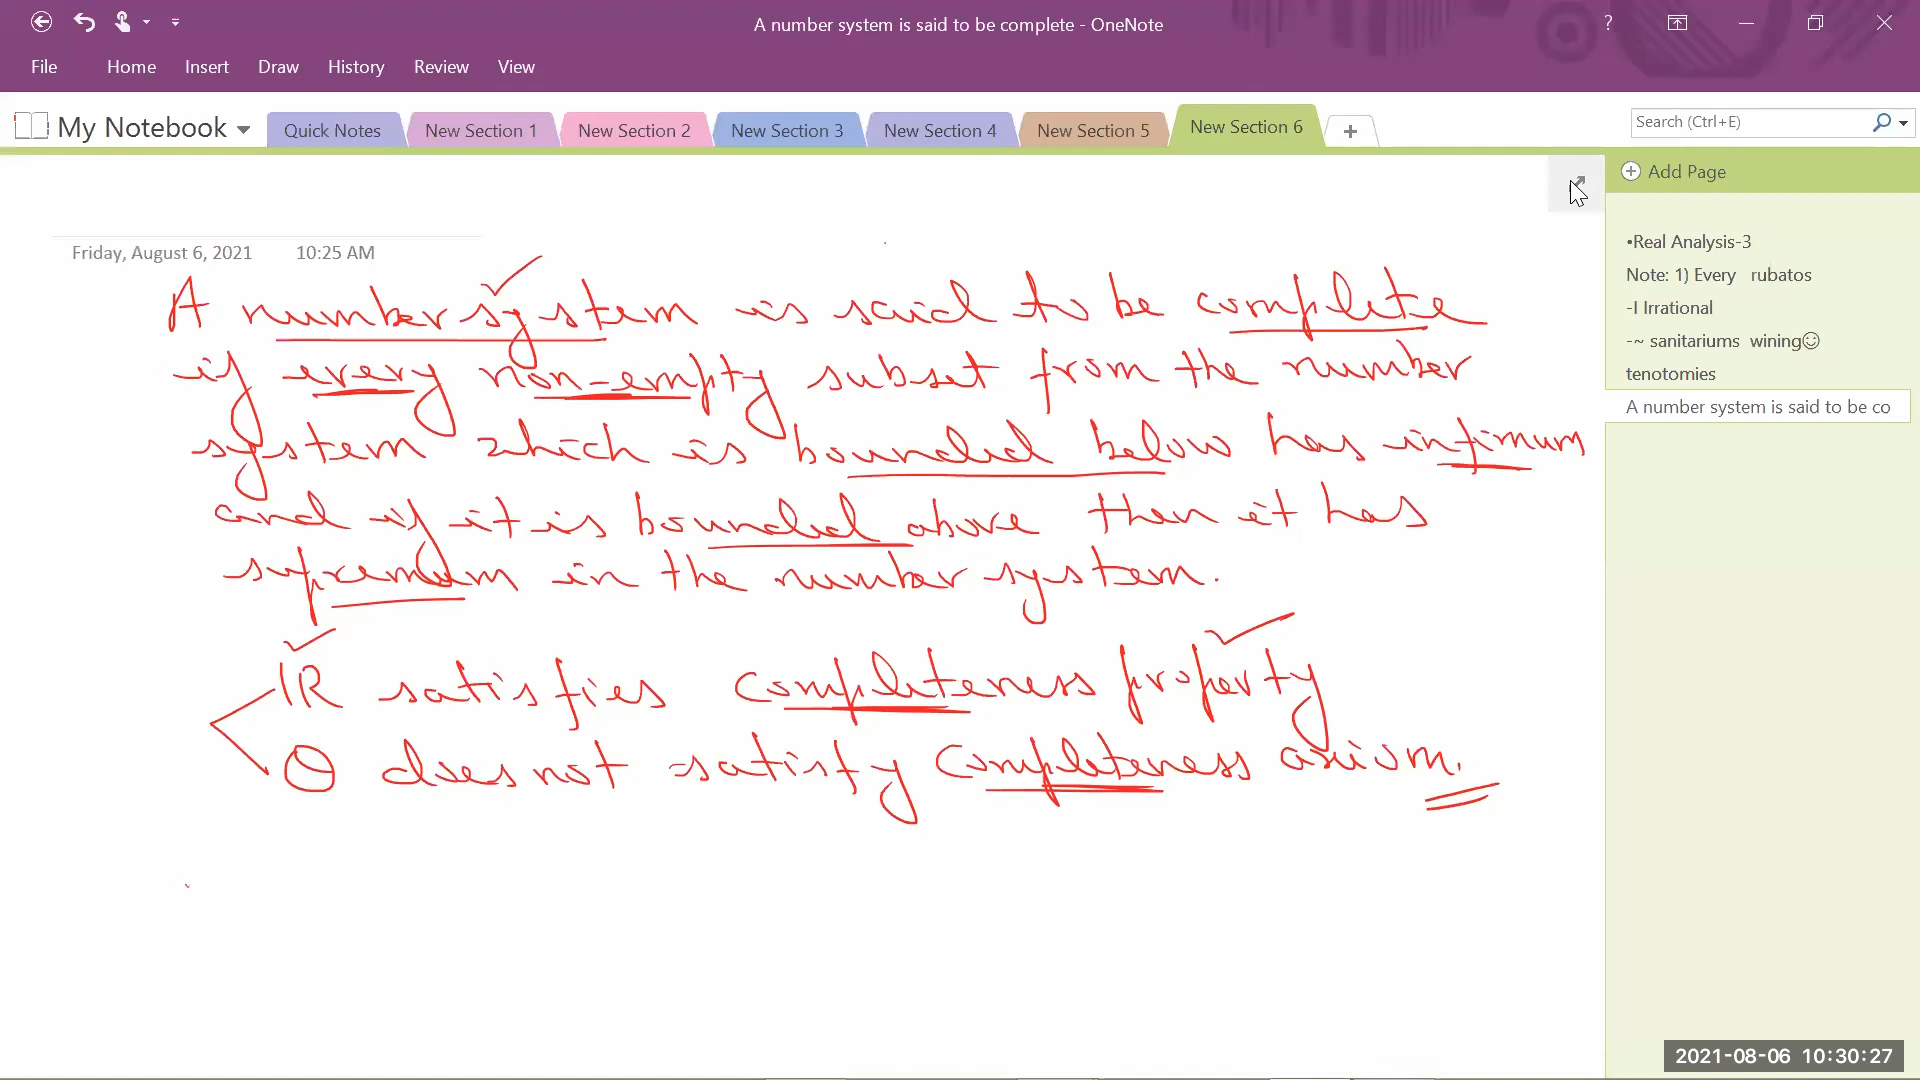 A number system is said to be complete - OneNote
?
File Home Insert Draw History Review View
My Notebook Quick Notes New Section 1 New Section 2 New Section 3 New Section 4 New Section 5 New Section 6 + Search (Ctrl+E)
Add Page
Friday, August 6, 2021 10:25 AM
A number system is said to be complete
if every non-empty subset from the number
system which is bounded below has infimum
and if it is bounded above then it has
supremum in the number system.
ℝ satisfies completeness property
Q does not satisfy completeness axiom.
•Real Analysis-3
Note: 1) Every rubatos
-I Irrational
-~ sanitariums wining☺
tenotomies
A number system is said to be co
2021-08-06 10:30:27